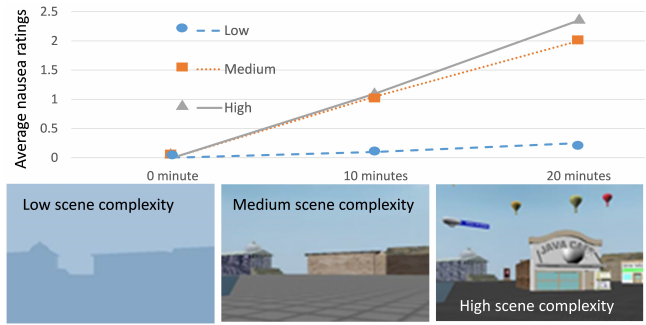 Average nausea ratings
2.5
2
1.5
1
0.5
0
Low
Medium
High
0 minute
10 minutes
20 minutes
Low scene complexity
Medium scene complexity
JAVA CAFE
High scene complexity